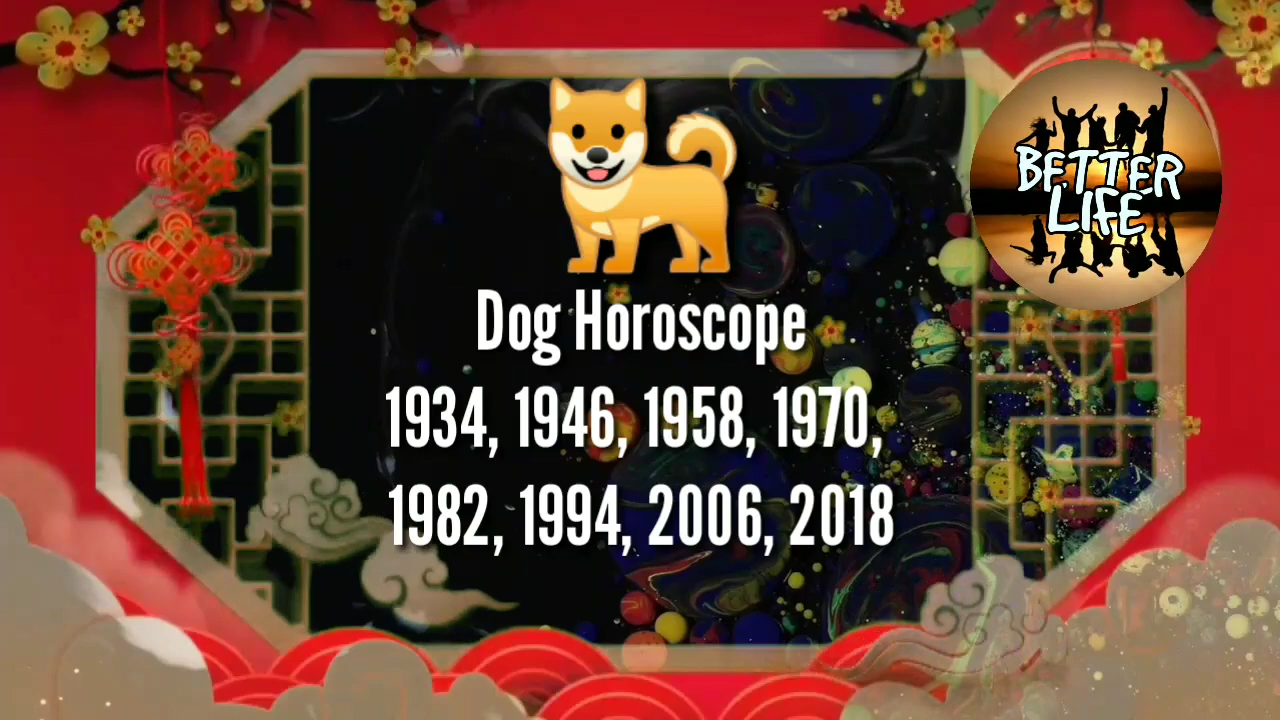 BETTER
LIFE
Dog Horoscope
1934, 1946, 1958, 1970,
1982, 1994, 2006, 2018